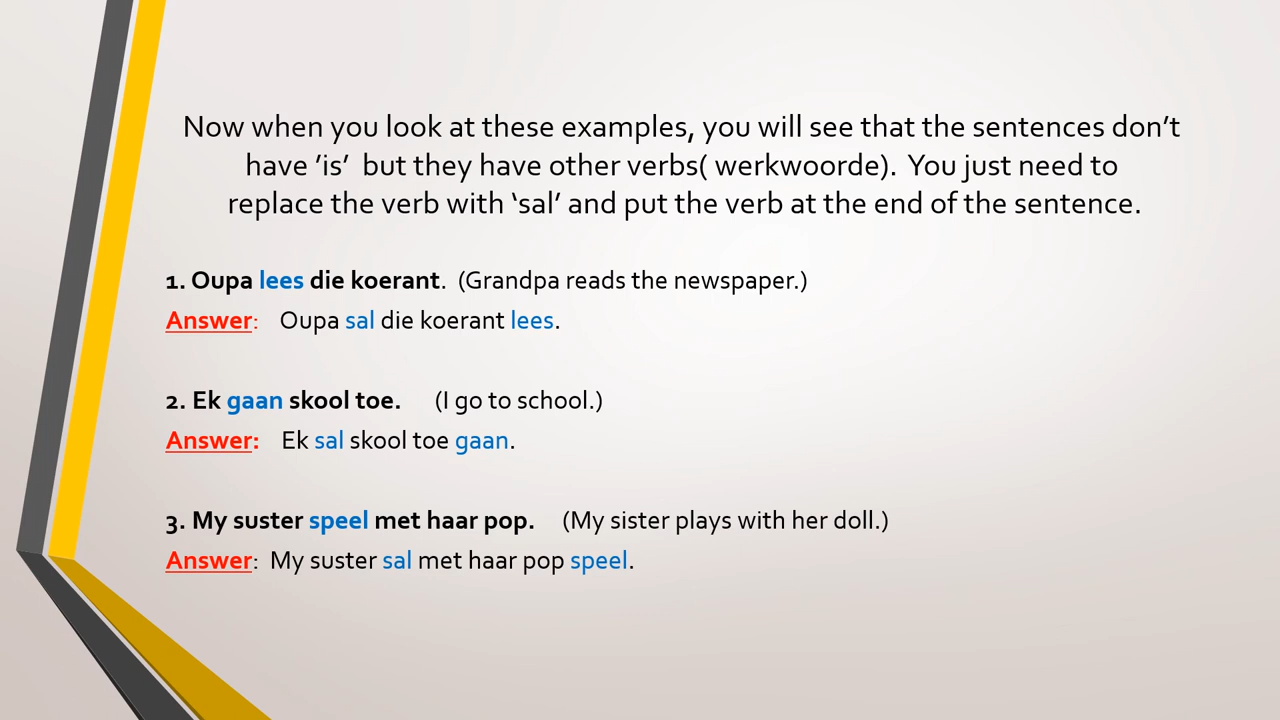 Now when you look at these examples, you will see that the sentences don’t
have ’is’  but they have other verbs( werkwoorde).  You just need to
replace the verb with ‘sal’ and put the verb at the end of the sentence.
1. Oupa lees die koerant.  (Grandpa reads the newspaper.)
Answer:   Oupa sal die koerant lees.
2. Ek gaan skool toe.     (I go to school.)
Answer:   Ek sal skool toe gaan.
3. My suster speel met haar pop.    (My sister plays with her doll.)
Answer:  My suster sal met haar pop speel.